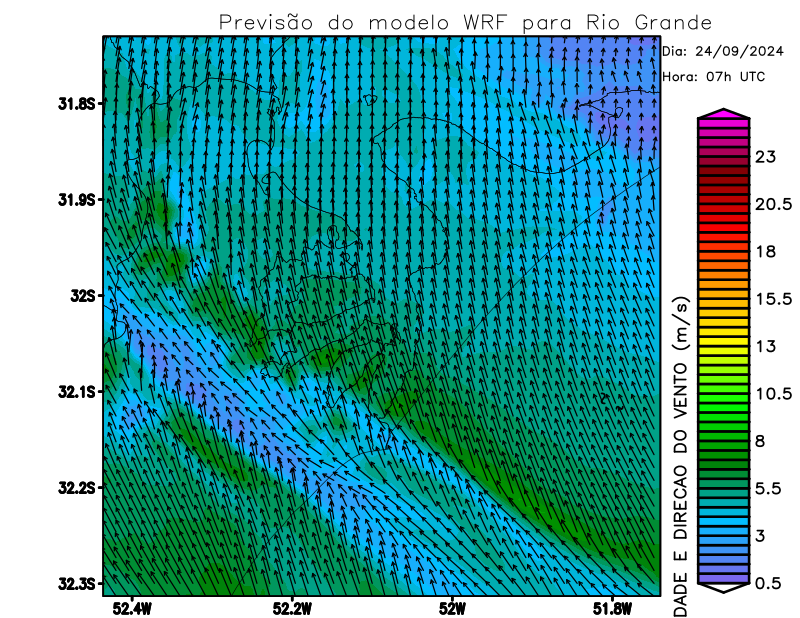 Previsão do modelo WRF para Rio Grande
Dia: 24/09/2024
Hora: 07h UTC
31.8S
31.9S
32S
32.1S
32.2S
32.3S
52.4W
52.2W
52W
51.8W
23
20.5
18
15.5
13
10.5
8
5.5
3
0.5
DADE E DIRECAO DO VENTO (m/s)